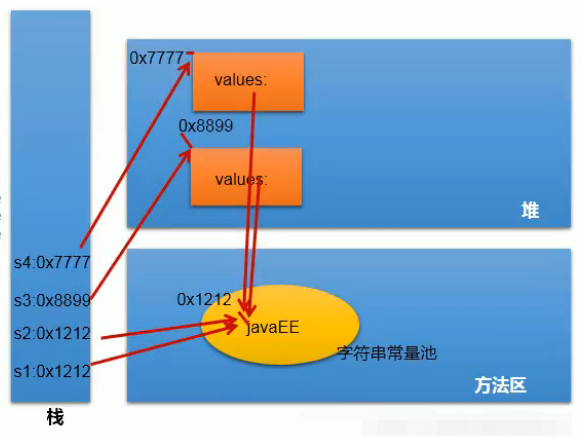 0x7777
values:
0x8899
values:
堆
s4:0x7777
s3:0x8899
s2:0x1212
s1:0x1212
0x1212
javaEE
字符串常量池
方法区
栈